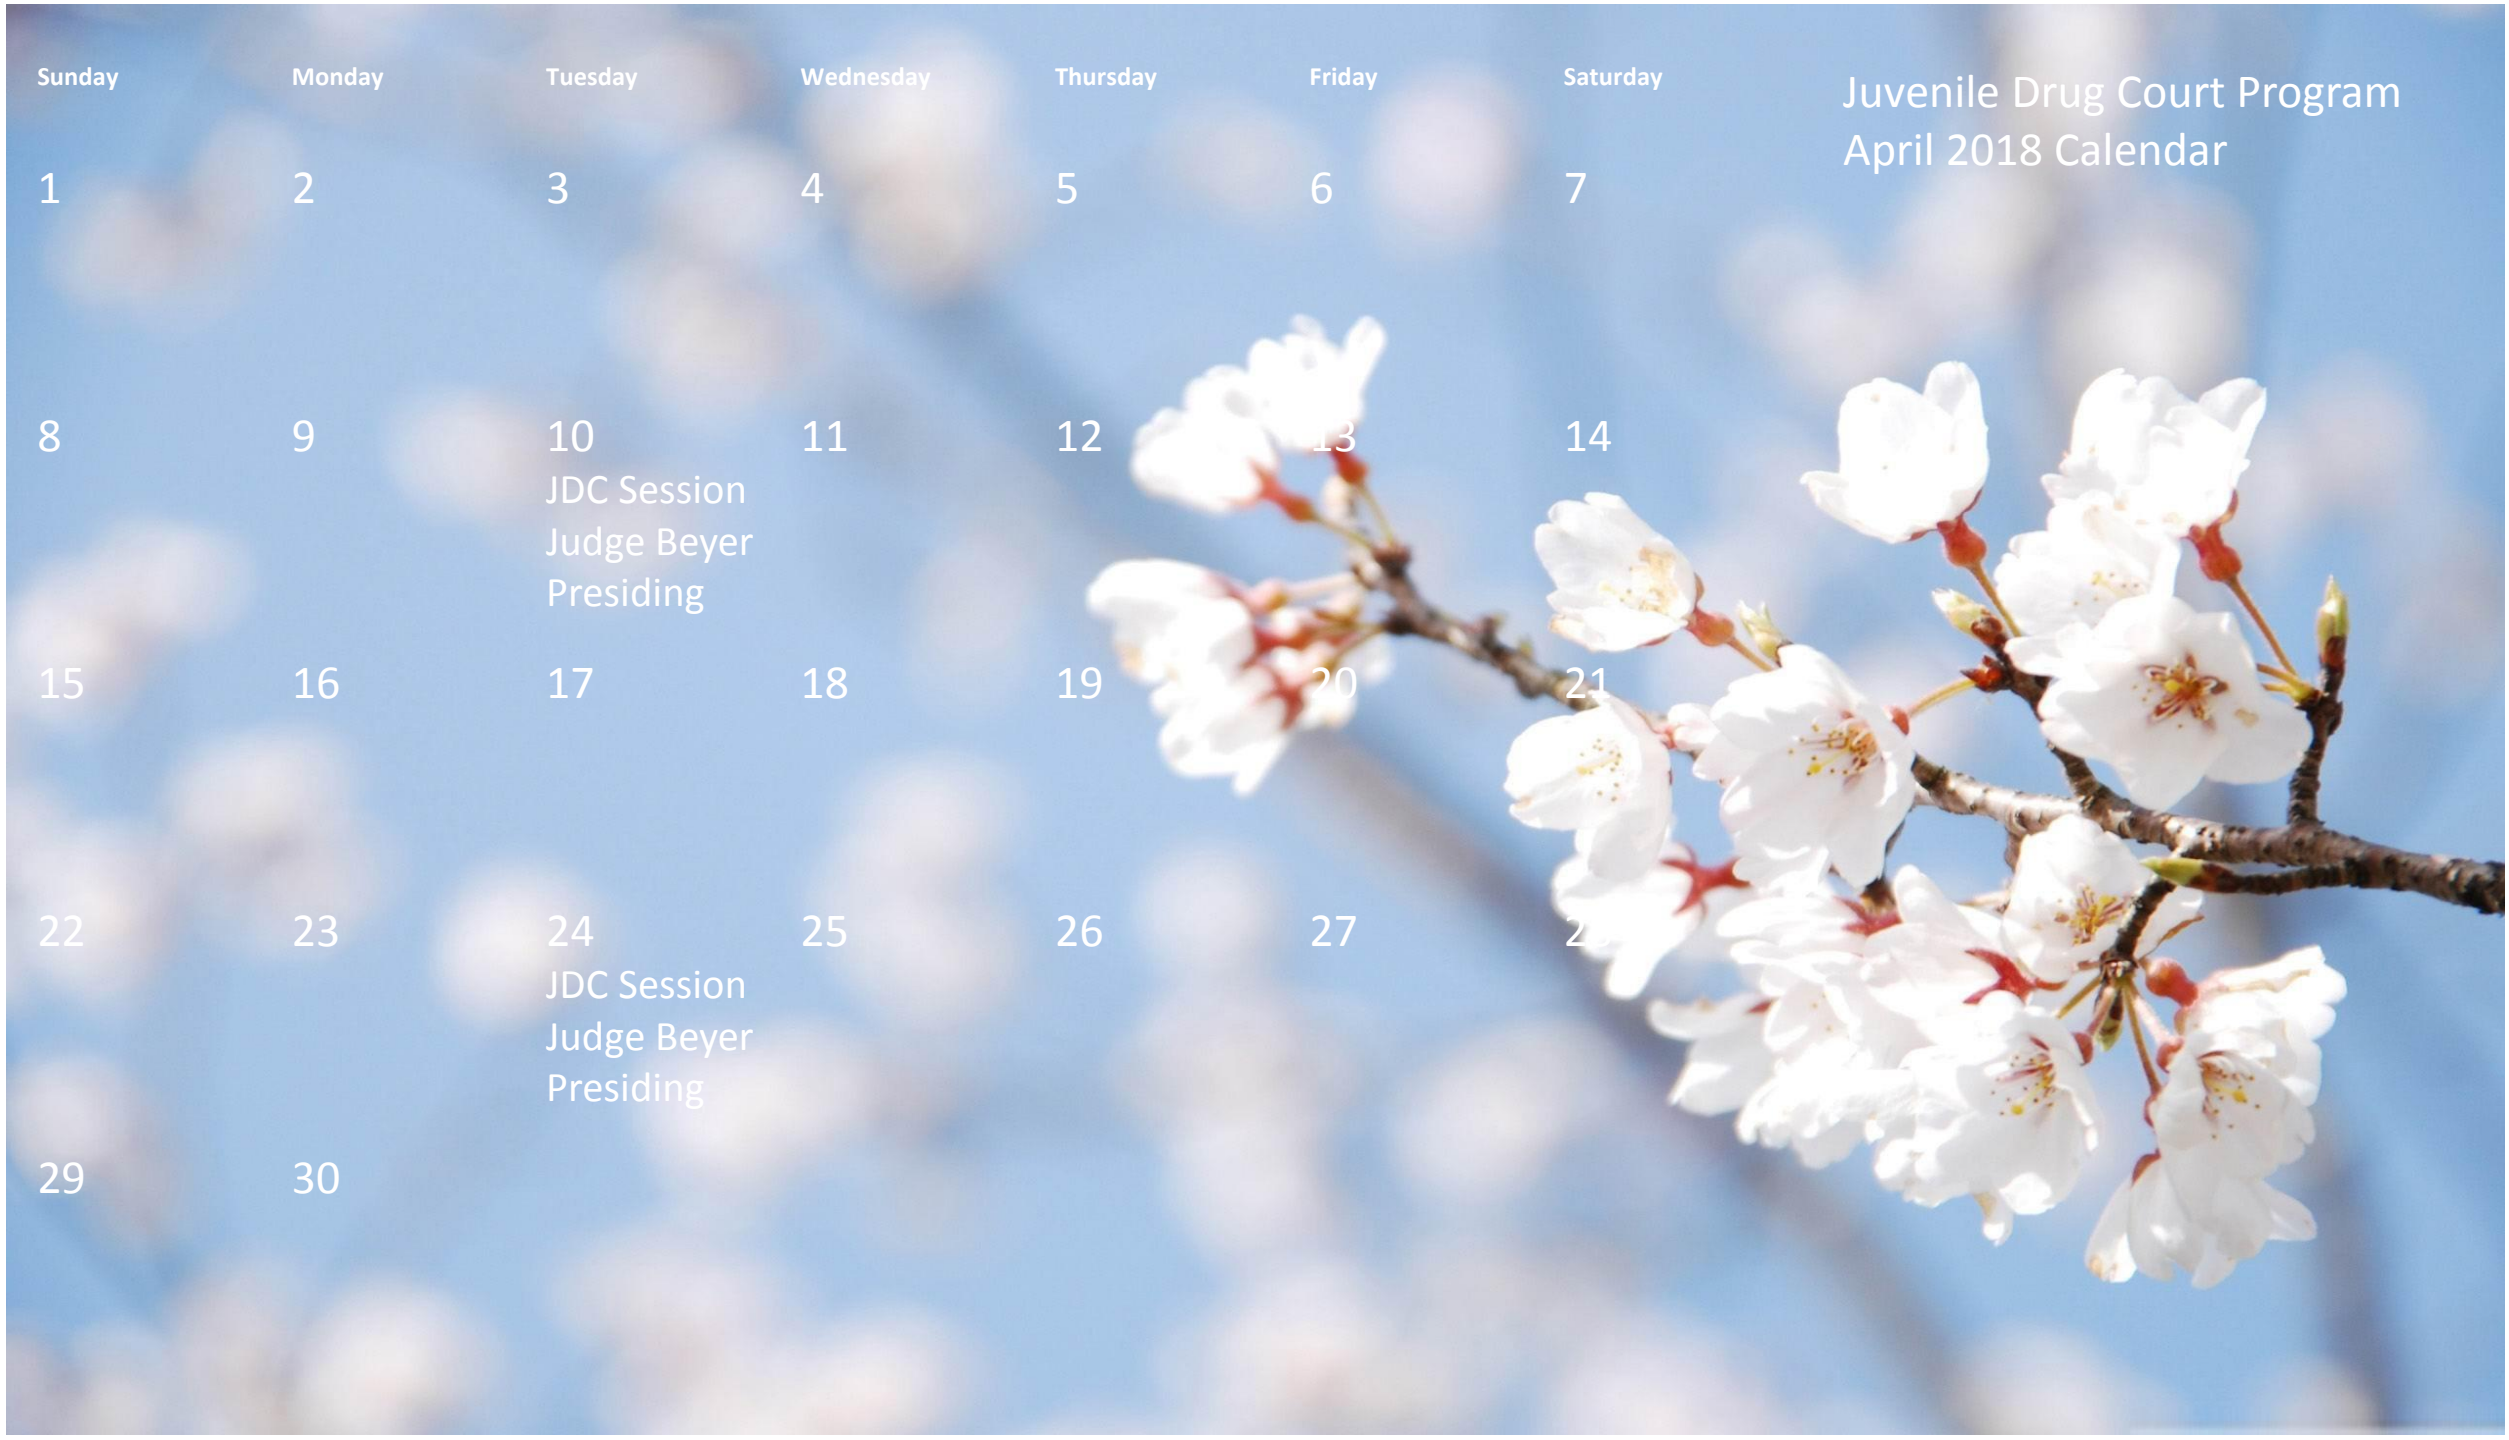 Sunday Monday Tuesday Wednesday Thursday Friday Saturday
Juvenile Drug Court Program
April 2018 Calendar
1 2 3 4 5 6 7
8 9 10 11 12 13 14
JDC Session
Judge Beyer
Presiding
15 16 17 18 19 20 21
22 23 24 25 26 27
JDC Session
Judge Beyer
Presiding
29 30